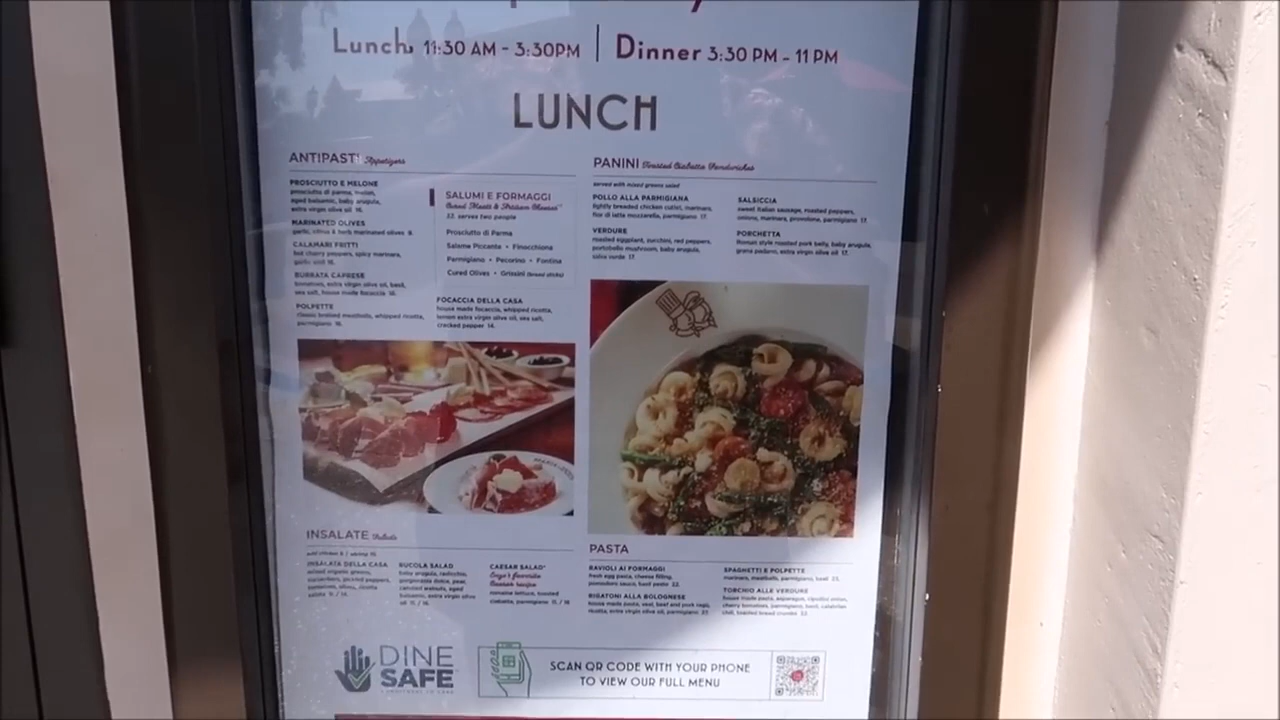 Lunch 11:30 AM - 3:30PM | Dinner 3:30 PM - 11 PM
LUNCH
ANTIPASTI Appetizers
PROSCIUTTO E MELONE
prosciutto di parma, melon,
aged balsamic, baby arugula,
extra virgin olive oil 16.
MARINATED OLIVES
garlic, citrus & herb marinated olives
CALAMARI FRITTI
hot cherry peppers, spicy marinara,
garlic aioli 18.
BURRATA CAPRESE
tomatoes, extra virgin olive oil, basil,
sea salt, house made focaccia
POLPETTE
classic braised meatballs, whipped ricotta,
parmigiano 16.
SALUMI E FORMAGGI
Cured Meats & Italian Cheeses
33. serves two people
Prosciutto di Parma
Salame Piccante • Finocchiona
Parmigiano • Pecorino • Fontina
Cured Olives • Grissini (bread sticks)
FOCACCIA DELLA CASA
house made focaccia, whipped ricotta,
lemon extra virgin olive oil, sea salt,
cracked pepper 14.
PANINI Toasted Ciabatta Sandwiches
served with mixed greens salad
POLLO ALLA PARMIGIANA
lightly breaded chicken cutlet, marinara,
fior di latte mozzarella, parmigiano 17.
VERDURE
roasted eggplant, zucchini, red peppers,
portobello mushroom, baby arugula,
salsa verde 17.
SALSICCIA
sweet Italian sausage, roasted peppers,
onions, marinara, provolone, parmigiano 17.
PORCHETTA
Roman style roasted pork belly, baby arugula,
grana padano, extra virgin olive oil 17.
INSALATE Salads
add chicken 8 / shrimp 10.
INSALATA DELLA CASA
mixed organic greens,
cucumbers, pickled peppers,
tomatoes, olives, ricotta
salata 11. / 14.
RUCOLA SALAD
baby arugula, radicchio,
gorgonzola dolce, pear,
candied walnuts, aged
balsamic, extra virgin olive
oil 11. / 16.
CAESAR SALAD*
Enzo's favorite
Caesar recipe
romaine lettuce, toasted
ciabatta, parmigiano 11. / 16
PASTA
RAVIOLI AI FORMAGGI
fresh egg pasta, cheese filling,
pomodoro sauce, basil pesto 22.
RIGATONI ALLA BOLOGNESE
house made pasta, veal, beef and pork ragu,
ricotta, extra virgin olive oil, parmigiano 27.
SPAGHETTI E POLPETTE
marinara, meatballs, parmigiano, basil 23.
TORCHIO ALLE VERDURE
house made pasta, asparagus, cipollini onion,
cherry tomatoes, parmigiano, basil, calabrian
chili, toasted bread crumbs 22
DINE
SAFE
SCAN QR CODE WITH YOUR PHONE
TO VIEW OUR FULL MENU